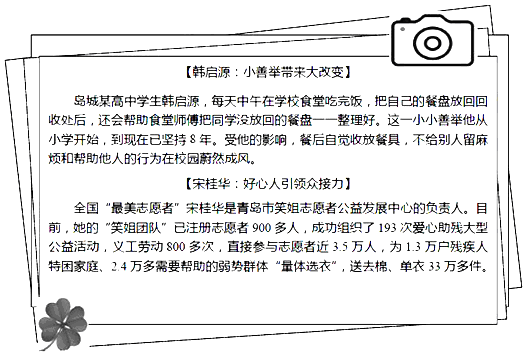 【韩启源：小善举带来大改变】
岛城某高中学生韩启源，每天中午在学校食堂吃完饭，把自己的餐盘放回回
收处后，还会帮助食堂师傅把同学没放回的餐盘一一整理好。这一小小善举他从
小学开始，到现在已坚持 8 年。受他的影响，餐后自觉收放餐具，不给别人留麻
烦和帮助他人的行为在校园蔚然成风。
【宋桂华：好心人引领众接力】
全国“最美志愿者”宋桂华是青岛市笑姐志愿者公益发展中心的负责人。目
前，她的“笑姐团队”已注册志愿者 900 多人，成功组织了 193 次爱心助残大型
公益活动，义工劳动 800 多次，直接参与志愿者近 3.5 万人，为 1.3 万户残疾人
特困家庭、2.4 万多需要帮助的弱势群体“量体选衣”，送去棉、单衣 33 万多件。